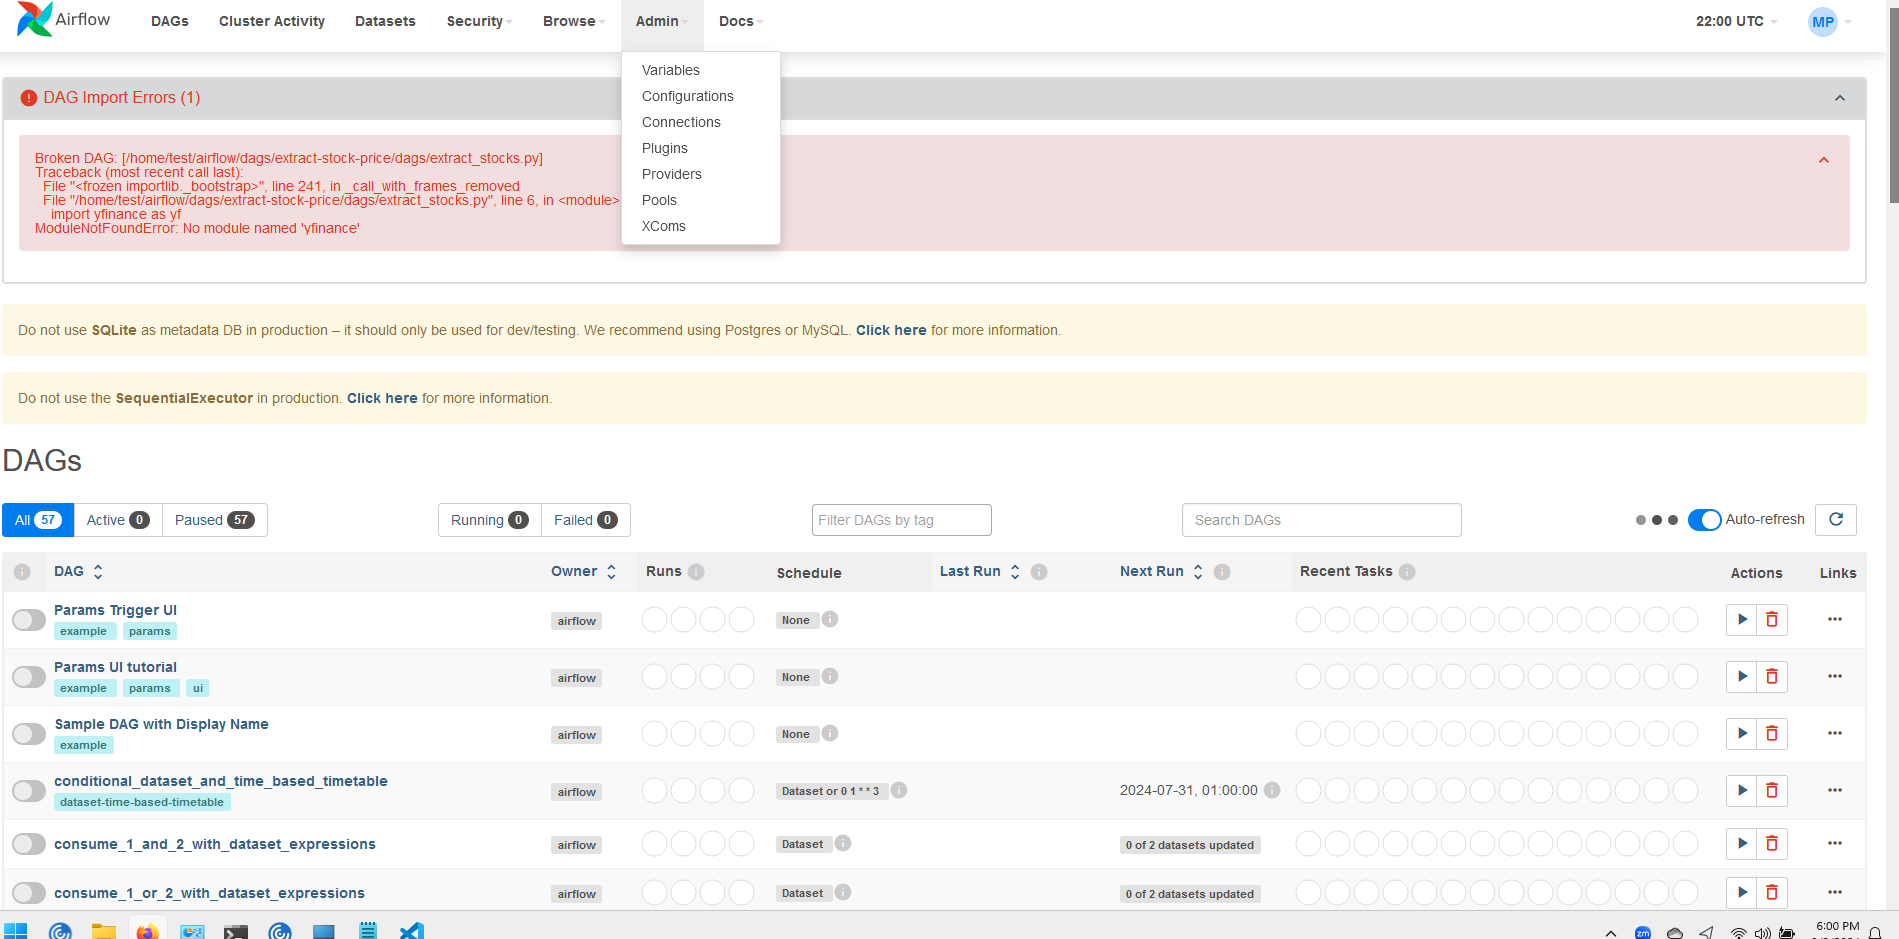 Airflow
DAGs Cluster Activity Datasets Security Browse Admin Docs 22:00 UTC MP
Variables
Configurations
Connections
Plugins
Providers
Pools
XComs
DAG Import Errors (1)
Broken DAG: [/home/test/airflow/dags/extract-stock-price/dags/extract_stocks.py]
Traceback (most recent call last):
File "<frozen importlib._bootstrap>", line 241, in _call_with_frames_removed
File "/home/test/airflow/dags/extract-stock-price/dags/extract_stocks.py", line 6, in <module>
import yfinance as yf
ModuleNotFoundError: No module named 'yfinance'
Do not use SQLite as metadata DB in production – it should only be used for dev/testing. We recommend using Postgres or MySQL. Click here for more information.
Do not use the SequentialExecutor in production. Click here for more information.
DAGs
All 57 Active 0 Paused 57 Running 0 Failed 0 Filter DAGs by tag Search DAGs Auto-refresh
DAG Owner Runs Schedule Last Run Next Run Recent Tasks Actions Links
Params Trigger UI
example params airflow None
Params UI tutorial
example params ui airflow None
Sample DAG with Display Name
example airflow None
conditional_dataset_and_time_based_timetable
dataset-time-based-timetable airflow Dataset or 0 1 * * 3 2024-07-31, 01:00:00
consume_1_and_2_with_dataset_expressions airflow Dataset 0 of 2 datasets updated
consume_1_or_2_with_dataset_expressions airflow Dataset 0 of 2 datasets updated
zm 6:00 PM